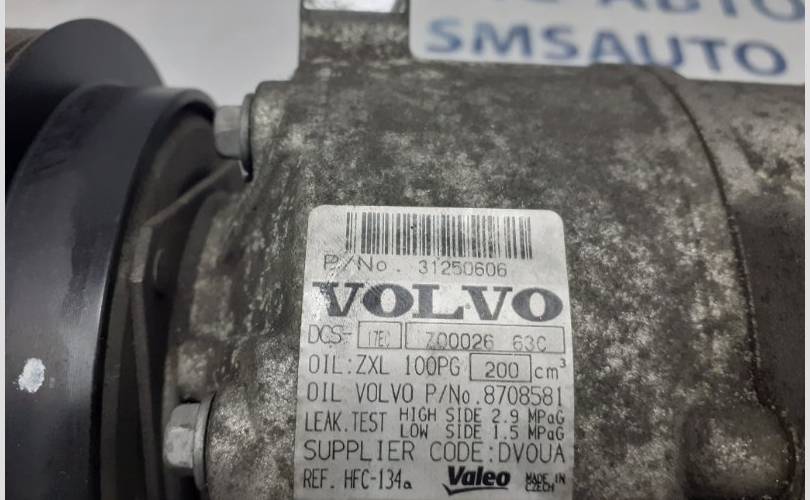 SMSAUTO
P/No. 31250606
VOLVO
DCS-17EC Z00026 63C
OIL:ZXL 100PG 200 cm³
OIL VOLVO P/No.8708581
LEAK.TEST HIGH SIDE 2.9 MPaG
LOW SIDE 1.5 MPaG
SUPPLIER CODE:DVOUA
REF. HFC-134a Valeo MADE IN CZECH